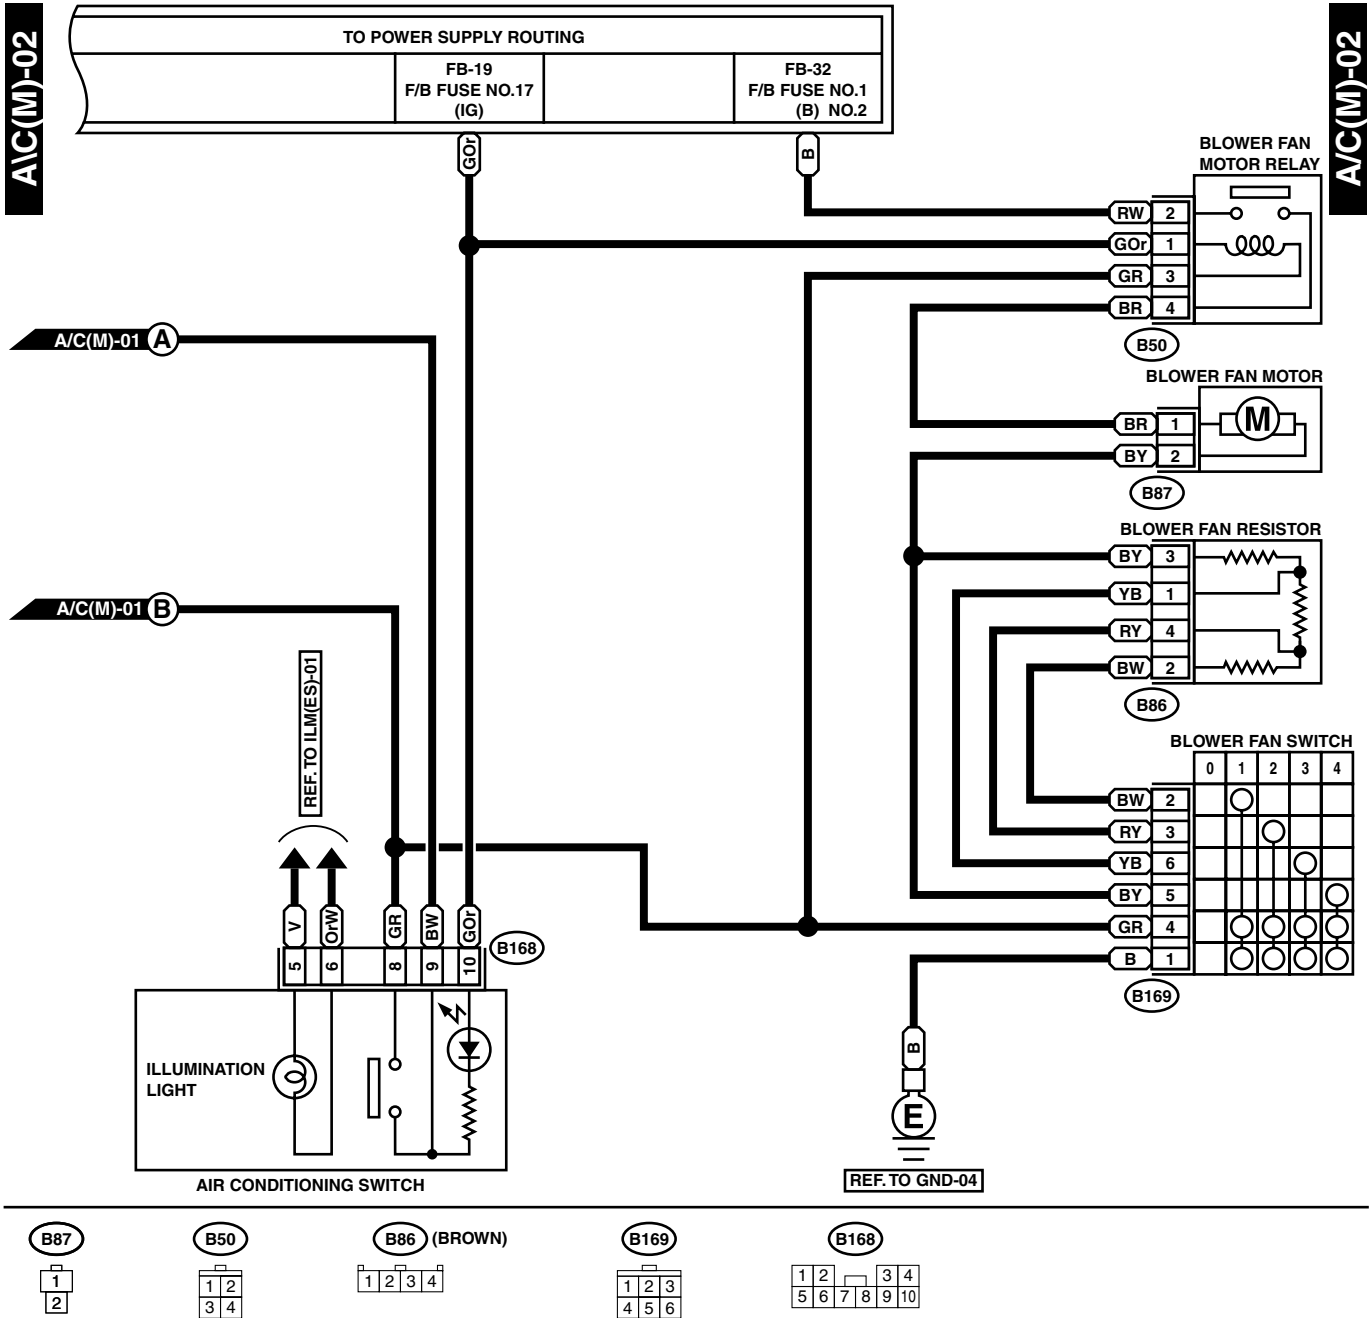 A\C(M)-02
A/C(M)-02
TO POWER SUPPLY ROUTING
FB-19
F/B FUSE NO.17
(IG)
FB-32
F/B FUSE NO.1
(B) NO.2
GOr
B
BLOWER FAN
MOTOR RELAY
RW 2
GOr 1
GR 3
BR 4
B50
A/C(M)-01 A
BLOWER FAN MOTOR
M
BR 1
BY 2
B87
BLOWER FAN RESISTOR
BY 3
YB 1
RY 4
BW 2
B86
A/C(M)-01 B
REF. TO ILM(ES)-01
BLOWER FAN SWITCH
0 1 2 3 4
BW 2
RY 3
YB 6
BY 5
GR 4
B 1
B169
V OrW GR BW GOr
B168
5 6 8 9 10
ILLUMINATION
LIGHT
AIR CONDITIONING SWITCH
B
E
REF. TO GND-04
B87
1
2
B50
1 2
3 4
B86 (BROWN)
1 2 3 4
B169
1 2 3
4 5 6
B168
1 2 3 4
5 6 7 8 9 10